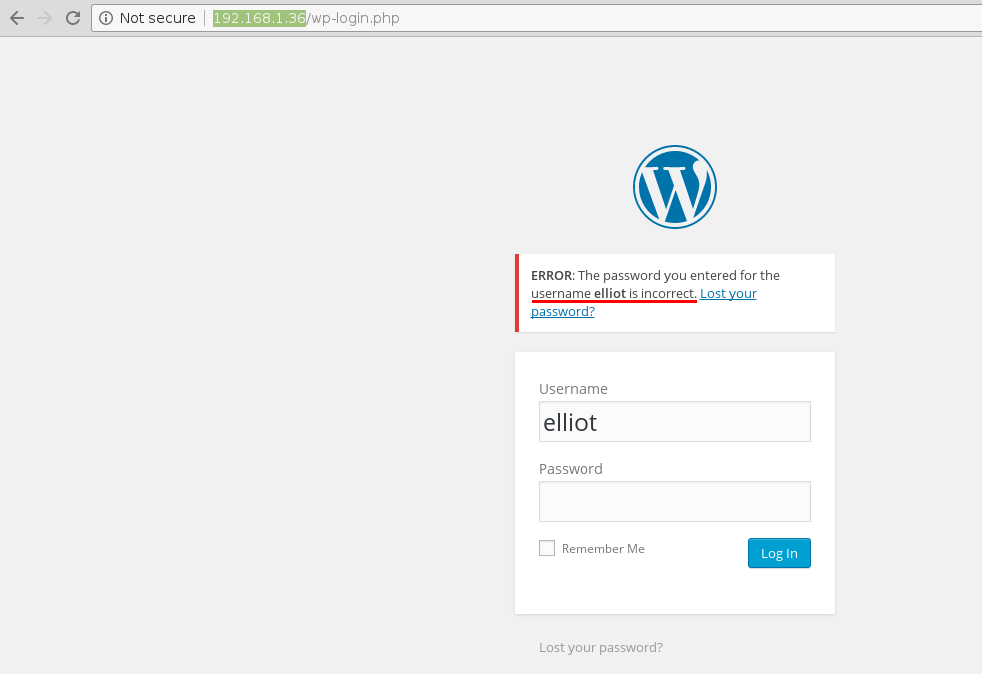 Not secure 192.168.1.36/wp-login.php
ERROR: The password you entered for the
username elliot is incorrect. Lost your
password?
Username
elliot
Password
Remember Me
Log In
Lost your password?